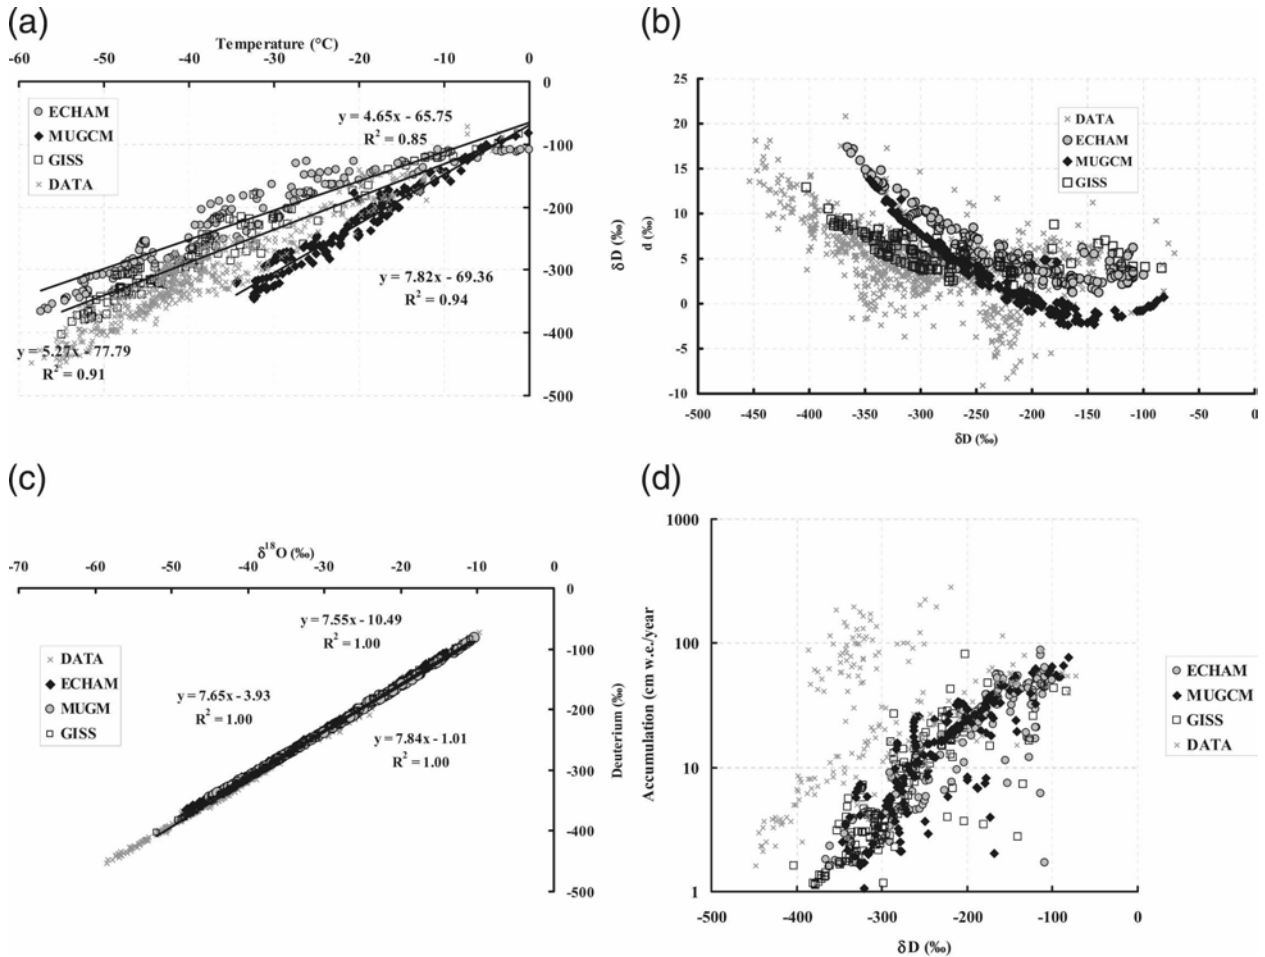 (a)
Temperature (°C)
-60 -50 -40 -30 -20 -10 0
0
-100
-200
-300
-400
-500
δD (‰)
ECHAM
MUGCM
GISS
DATA
y = 4.65x - 65.75
R² = 0.85
y = 7.82x - 69.36
R² = 0.94
y = 5.27x - 77.79
R² = 0.91
(b)
25
20
15
10
5
0
-5
-10
d (‰)
DATA
ECHAM
MUGCM
GISS
-500 -450 -400 -350 -300 -250 -200 -150 -100 -50 0
δD (‰)
(c)
δ¹⁸O (‰)
-70 -60 -50 -40 -30 -20 -10 0
0
-100
-200
-300
-400
-500
Deuterium (‰)
DATA
ECHAM
MUGM
GISS
y = 7.55x - 10.49
R² = 1.00
y = 7.65x - 3.93
R² = 1.00
y = 7.84x - 1.01
R² = 1.00
(d)
1000
100
10
1
Accumulation (cm w.e./year)
ECHAM
MUGCM
GISS
DATA
-500 -400 -300 -200 -100 0
δD (‰)